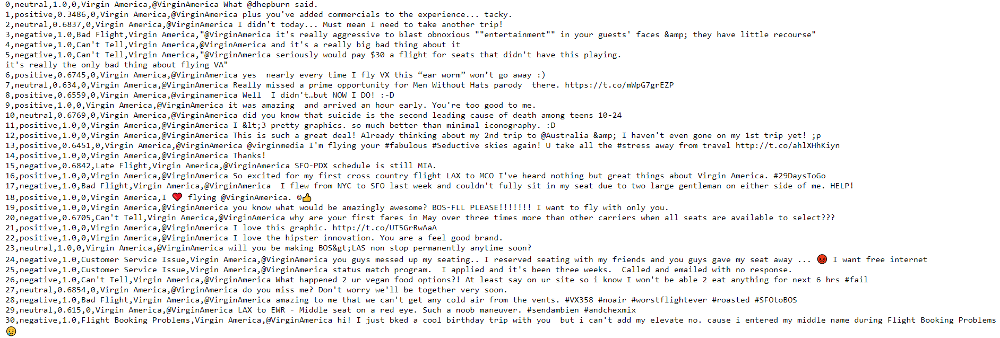 0,neutral,1.0,0,Virgin America,@VirginAmerica What @dhepburn said.
1,positive,0.3486,0,Virgin America,@VirginAmerica plus you've added commercials to the experience... tacky.
2,neutral,0.6837,0,Virgin America,@VirginAmerica I didn't today... Must mean I need to take another trip!
3,negative,1.0,Bad Flight,Virgin America,"@VirginAmerica it's really aggressive to blast obnoxious ""entertainment"" in your guests' faces &amp; they have little recourse"
4,negative,1.0,Can't Tell,Virgin America,@VirginAmerica and it's a really big bad thing about it
5,negative,1.0,Can't Tell,Virgin America,"@VirginAmerica seriously would pay $30 a flight for seats that didn't have this playing.
it's really the only bad thing about flying VA"
6,positive,0.6745,0,Virgin America,@VirginAmerica yes  nearly every time I fly VX this “ear worm” won’t go away :)
7,neutral,0.634,0,Virgin America,@VirginAmerica Really missed a prime opportunity for Men Without Hats parody  there. https://t.co/mWpG7grEZP
8,positive,0.6559,0,Virgin America,@virginamerica Well  I didn't…but NOW I DO! :-D
9,positive,1.0,0,Virgin America,@VirginAmerica it was amazing  and arrived an hour early. You're too good to me.
10,neutral,0.6769,0,Virgin America,@VirginAmerica did you know that suicide is the second leading cause of death among teens 10-24
11,positive,1.0,0,Virgin America,@VirginAmerica I &lt;3 pretty graphics. so much better than minimal iconography. :D
12,positive,1.0,0,Virgin America,@VirginAmerica This is such a great deal! Already thinking about my 2nd trip to @Australia &amp; I haven't even gone on my 1st trip yet! ;p
13,positive,0.6451,0,Virgin America,@VirginAmerica @virginmedia I'm flying your #fabulous #Seductive skies again! U take all the #stress away from travel http://t.co/ahlXHhKiyn
14,positive,1.0,0,Virgin America,@VirginAmerica Thanks!
15,negative,0.6842,Late Flight,Virgin America,@VirginAmerica SFO-PDX schedule is still MIA.
16,positive,1.0,0,Virgin America,@VirginAmerica So excited for my first cross country flight LAX to MCO I've heard nothing but great things about Virgin America. #29DaysToGo
17,negative,1.0,Bad Flight,Virgin America,@VirginAmerica  I flew from NYC to SFO last week and couldn't fully sit in my seat due to two large gentleman on either side of me. HELP!
18,positive,1.0,0,Virgin America,I ❤️ flying @VirginAmerica. ☺️👍
19,positive,1.0,0,Virgin America,@VirginAmerica you know what would be amazingly awesome? BOS-FLL PLEASE!!!!!!! I want to fly with only you.
20,negative,0.6705,Can't Tell,Virgin America,@VirginAmerica why are your first fares in May over three times more than other carriers when all seats are available to select???
21,positive,1.0,0,Virgin America,@VirginAmerica I love this graphic. http://t.co/UT5GrRwAaA
22,positive,1.0,0,Virgin America,@VirginAmerica I love the hipster innovation. You are a feel good brand.
23,neutral,1.0,0,Virgin America,@VirginAmerica will you be making BOS&gt;LAS non stop permanently anytime soon?
24,negative,1.0,Customer Service Issue,Virgin America,@VirginAmerica you guys messed up my seating.. I reserved seating with my friends and you guys gave my seat away ... 😡 I want free internet
25,negative,1.0,Customer Service Issue,Virgin America,@VirginAmerica status match program.  I applied and it's been three weeks.  Called and emailed with no response.
26,negative,1.0,Can't Tell,Virgin America,@VirginAmerica What happened 2 ur vegan food options?! At least say on ur site so i know I won't be able 2 eat anything for next 6 hrs #fail
27,neutral,0.6854,0,Virgin America,@VirginAmerica do you miss me? Don't worry we'll be together very soon.
28,negative,1.0,Bad Flight,Virgin America,@VirginAmerica amazing to me that we can't get any cold air from the vents. #VX358 #noair #worstflightever #roasted #SFOtoBOS
29,neutral,0.615,0,Virgin America,@VirginAmerica LAX to EWR - Middle seat on a red eye. Such a noob maneuver. #sendambien #andchexmix
30,negative,1.0,Flight Booking Problems,Virgin America,@VirginAmerica hi! I just bked a cool birthday trip with you  but i can't add my elevate no. cause i entered my middle name during Flight Booking Problems
😢